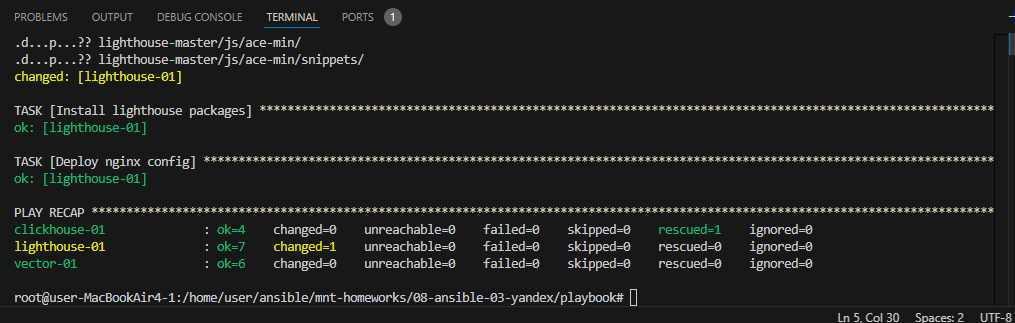 PROBLEMS OUTPUT DEBUG CONSOLE TERMINAL PORTS 1
.d...p...?? lighthouse-master/js/ace-min/
.d...p...?? lighthouse-master/js/ace-min/snippets/
changed: [lighthouse-01]
TASK [Install lighthouse packages] *********************************************************************************************************
ok: [lighthouse-01]
TASK [Deploy nginx config] *****************************************************************************************************************
ok: [lighthouse-01]
PLAY RECAP *********************************************************************************************************************************
clickhouse-01 : ok=4 changed=0 unreachable=0 failed=0 skipped=0 rescued=1 ignored=0
lighthouse-01 : ok=7 changed=1 unreachable=0 failed=0 skipped=0 rescued=0 ignored=0
vector-01 : ok=6 changed=0 unreachable=0 failed=0 skipped=0 rescued=0 ignored=0
root@user-MacBookAir4-1:/home/user/ansible/mnt-homeworks/08-ansible-03-yandex/playbook#
Ln 5, Col 30 Spaces: 2 UTF-8